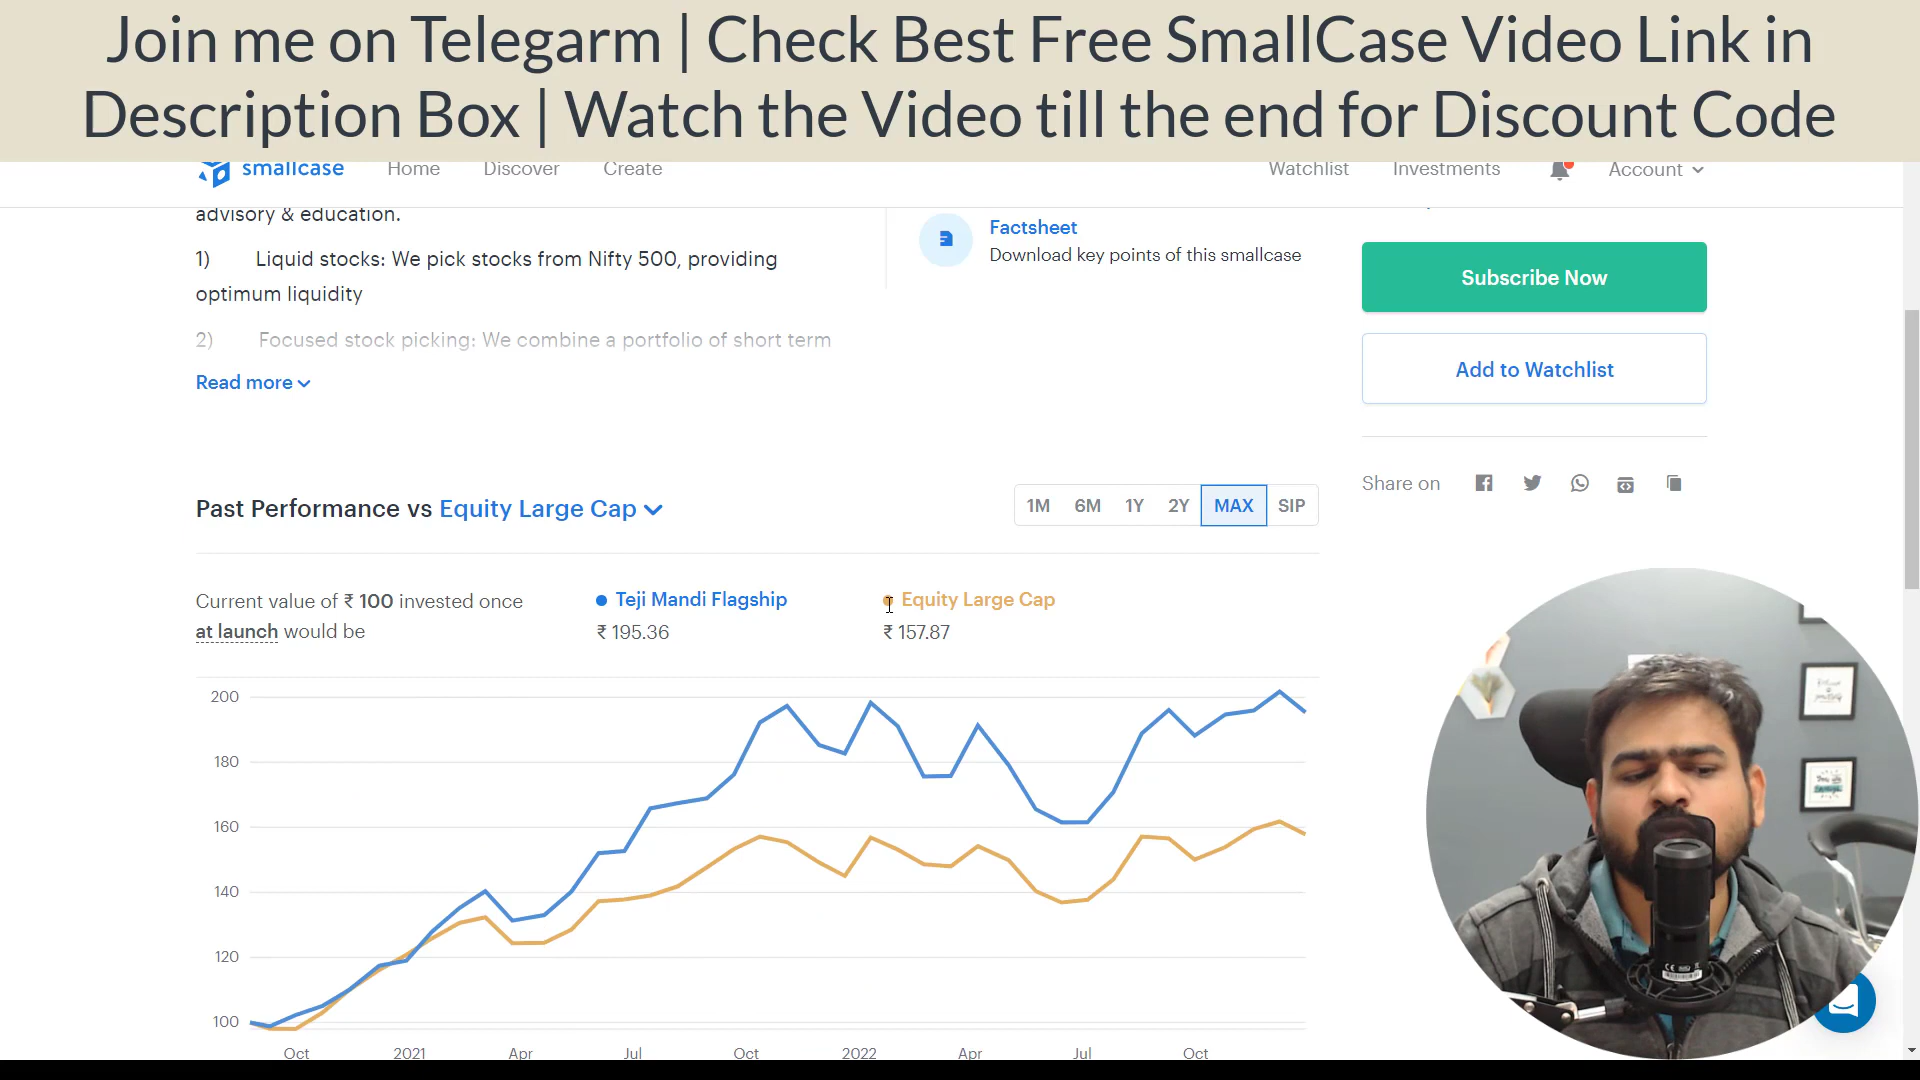 Join me on Telegarm | Check Best Free SmallCase Video Link in
Description Box | Watch the Video till the end for Discount Code
smallcase Home Discover Create Watchlist Investments Account
advisory & education.
1) Liquid stocks: We pick stocks from Nifty 500, providing
optimum liquidity
2) Focused stock picking: We combine a portfolio of short term
Read more
Factsheet
Download key points of this smallcase
Subscribe Now
Add to Watchlist
Share on
Past Performance vs Equity Large Cap
1M 6M 1Y 2Y MAX SIP
Current value of ₹ 100 invested once
at launch would be
Teji Mandi Flagship
₹ 195.36
Equity Large Cap
₹ 157.87
200
180
160
140
120
100
Oct 2021 Apr Jul Oct 2022 Apr Jul Oct